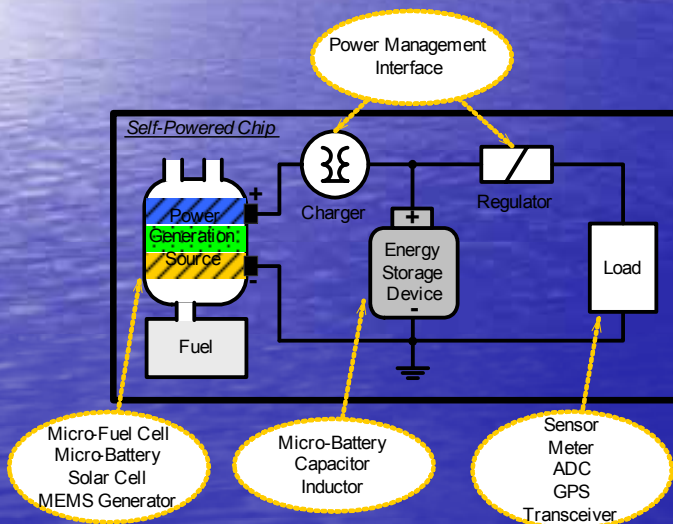 Power Management
Interface
Self-Powered Chip
+
Charger
Regulator
Power
Generation
Source
-
+
Energy
Storage
Device
-
Load
Fuel
Micro-Fuel Cell
Micro-Battery
Solar Cell
MEMS Generator
Micro-Battery
Capacitor
Inductor
Sensor
Meter
ADC
GPS
Transceiver